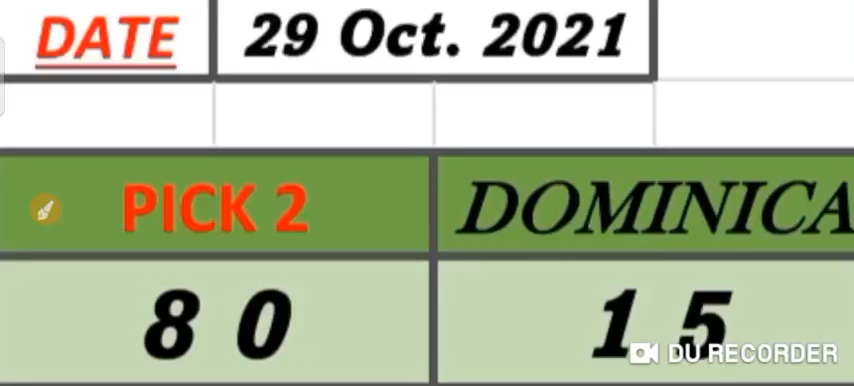 DATE 29 Oct. 2021
PICK 2 DOMINICA
8 0 1 5
DU RECORDER